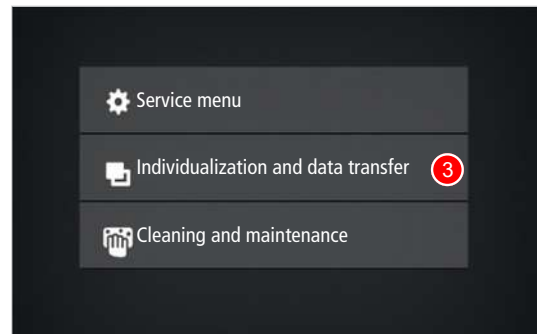 Service menu
Individualization and data transfer 3
Cleaning and maintenance